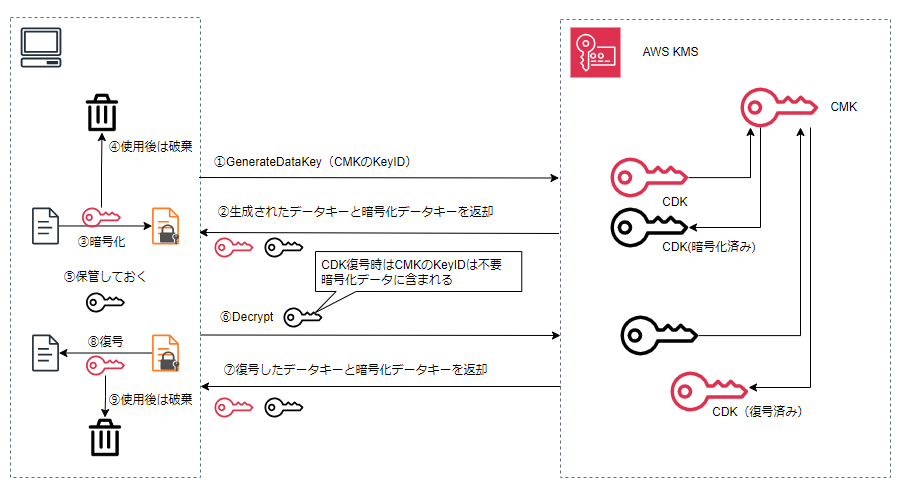 AWS KMS
CMK
④使用後は破棄
①GenerateDataKey（CMKのKeyID）
CDK
②生成されたデータキーと暗号化データキーを返却
③暗号化
CDK(暗号化済み)
⑤保管しておく
CDK復号時はCMKのKeyIDは不要
暗号化データに含まれる
⑥Decrypt
⑧復号
⑦復号したデータキーと暗号化データキーを返却
⑨使用後は破棄
CDK（復号済み）